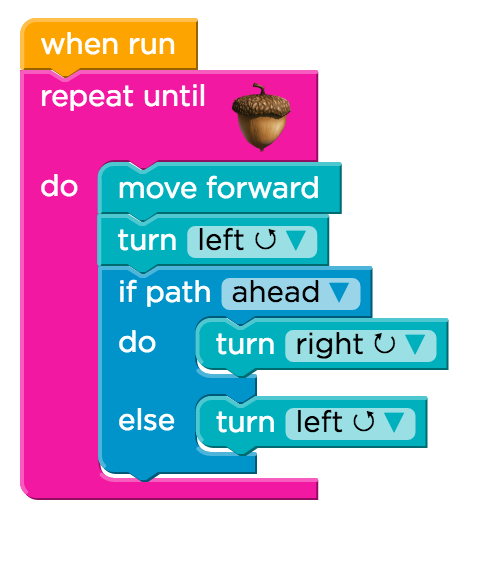 when run
repeat until
do move forward
turn left ↺ ▼
if path ahead ▼
do turn right ↻ ▼
else turn left ↺ ▼